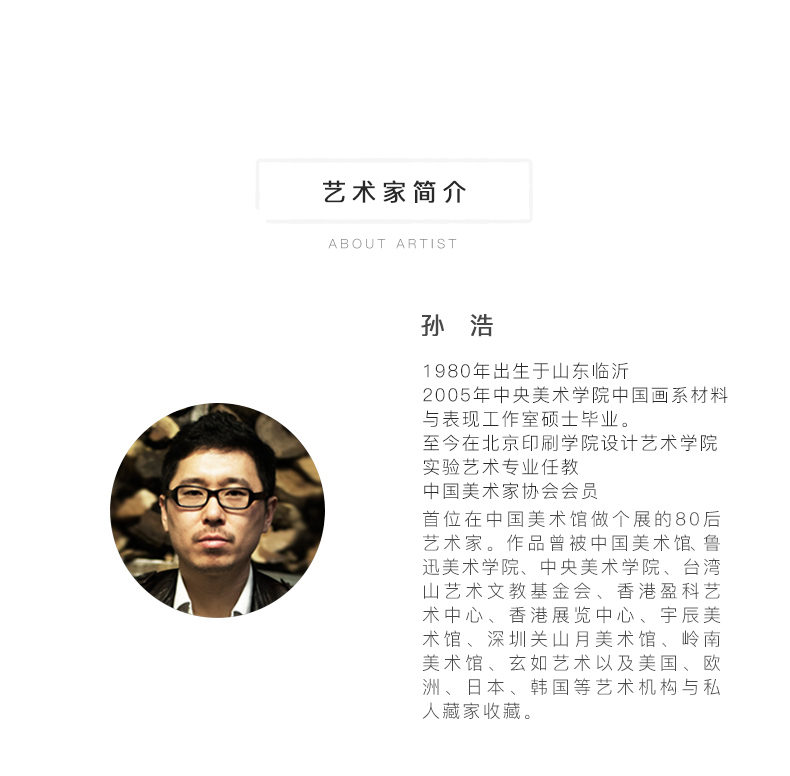 艺术家简介
ABOUT ARTIST
孙 浩
1980年出生于山东临沂
2005年中央美术学院中国画系材料
与表现工作室硕士毕业。
至今在北京印刷学院设计艺术学院
实验艺术专业任教
中国美术家协会会员
首位在中国美术馆做个展的80后
艺术家。作品曾被中国美术馆、鲁
迅美术学院、中央美术学院、台湾
山艺术文教基金会、香港盈科艺
术中心、香港展览中心、宇辰美
术馆、深圳关山月美术馆、岭南
美术馆、玄如艺术以及美国、欧
洲、日本、韩国等艺术机构与私
人藏家收藏。